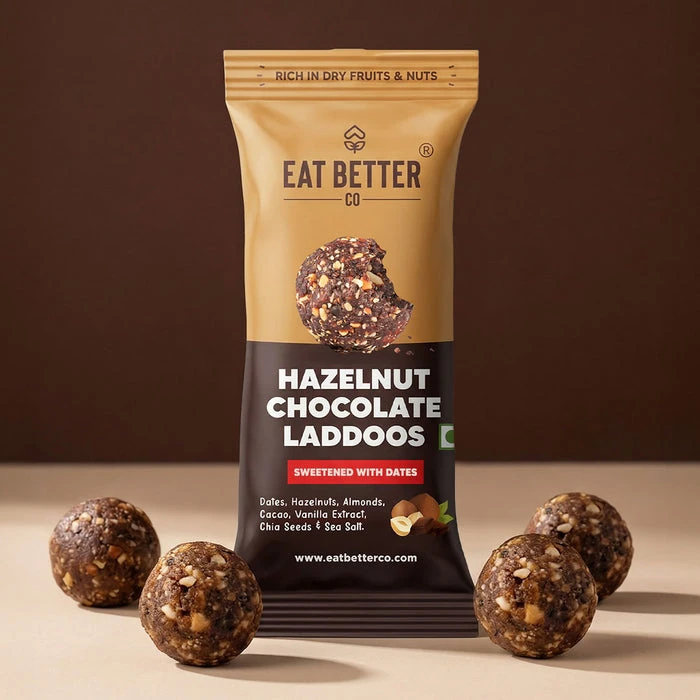 RICH IN DRY FRUITS & NUTS
EAT BETTER ®
CO
HAZELNUT
CHOCOLATE
LADDOOS
SWEETENED WITH DATES
Dates, Hazelnuts, Almonds,
Cacao, Vanilla Extract,
Chia Seeds & Sea Salt.
www.eatbetterco.com